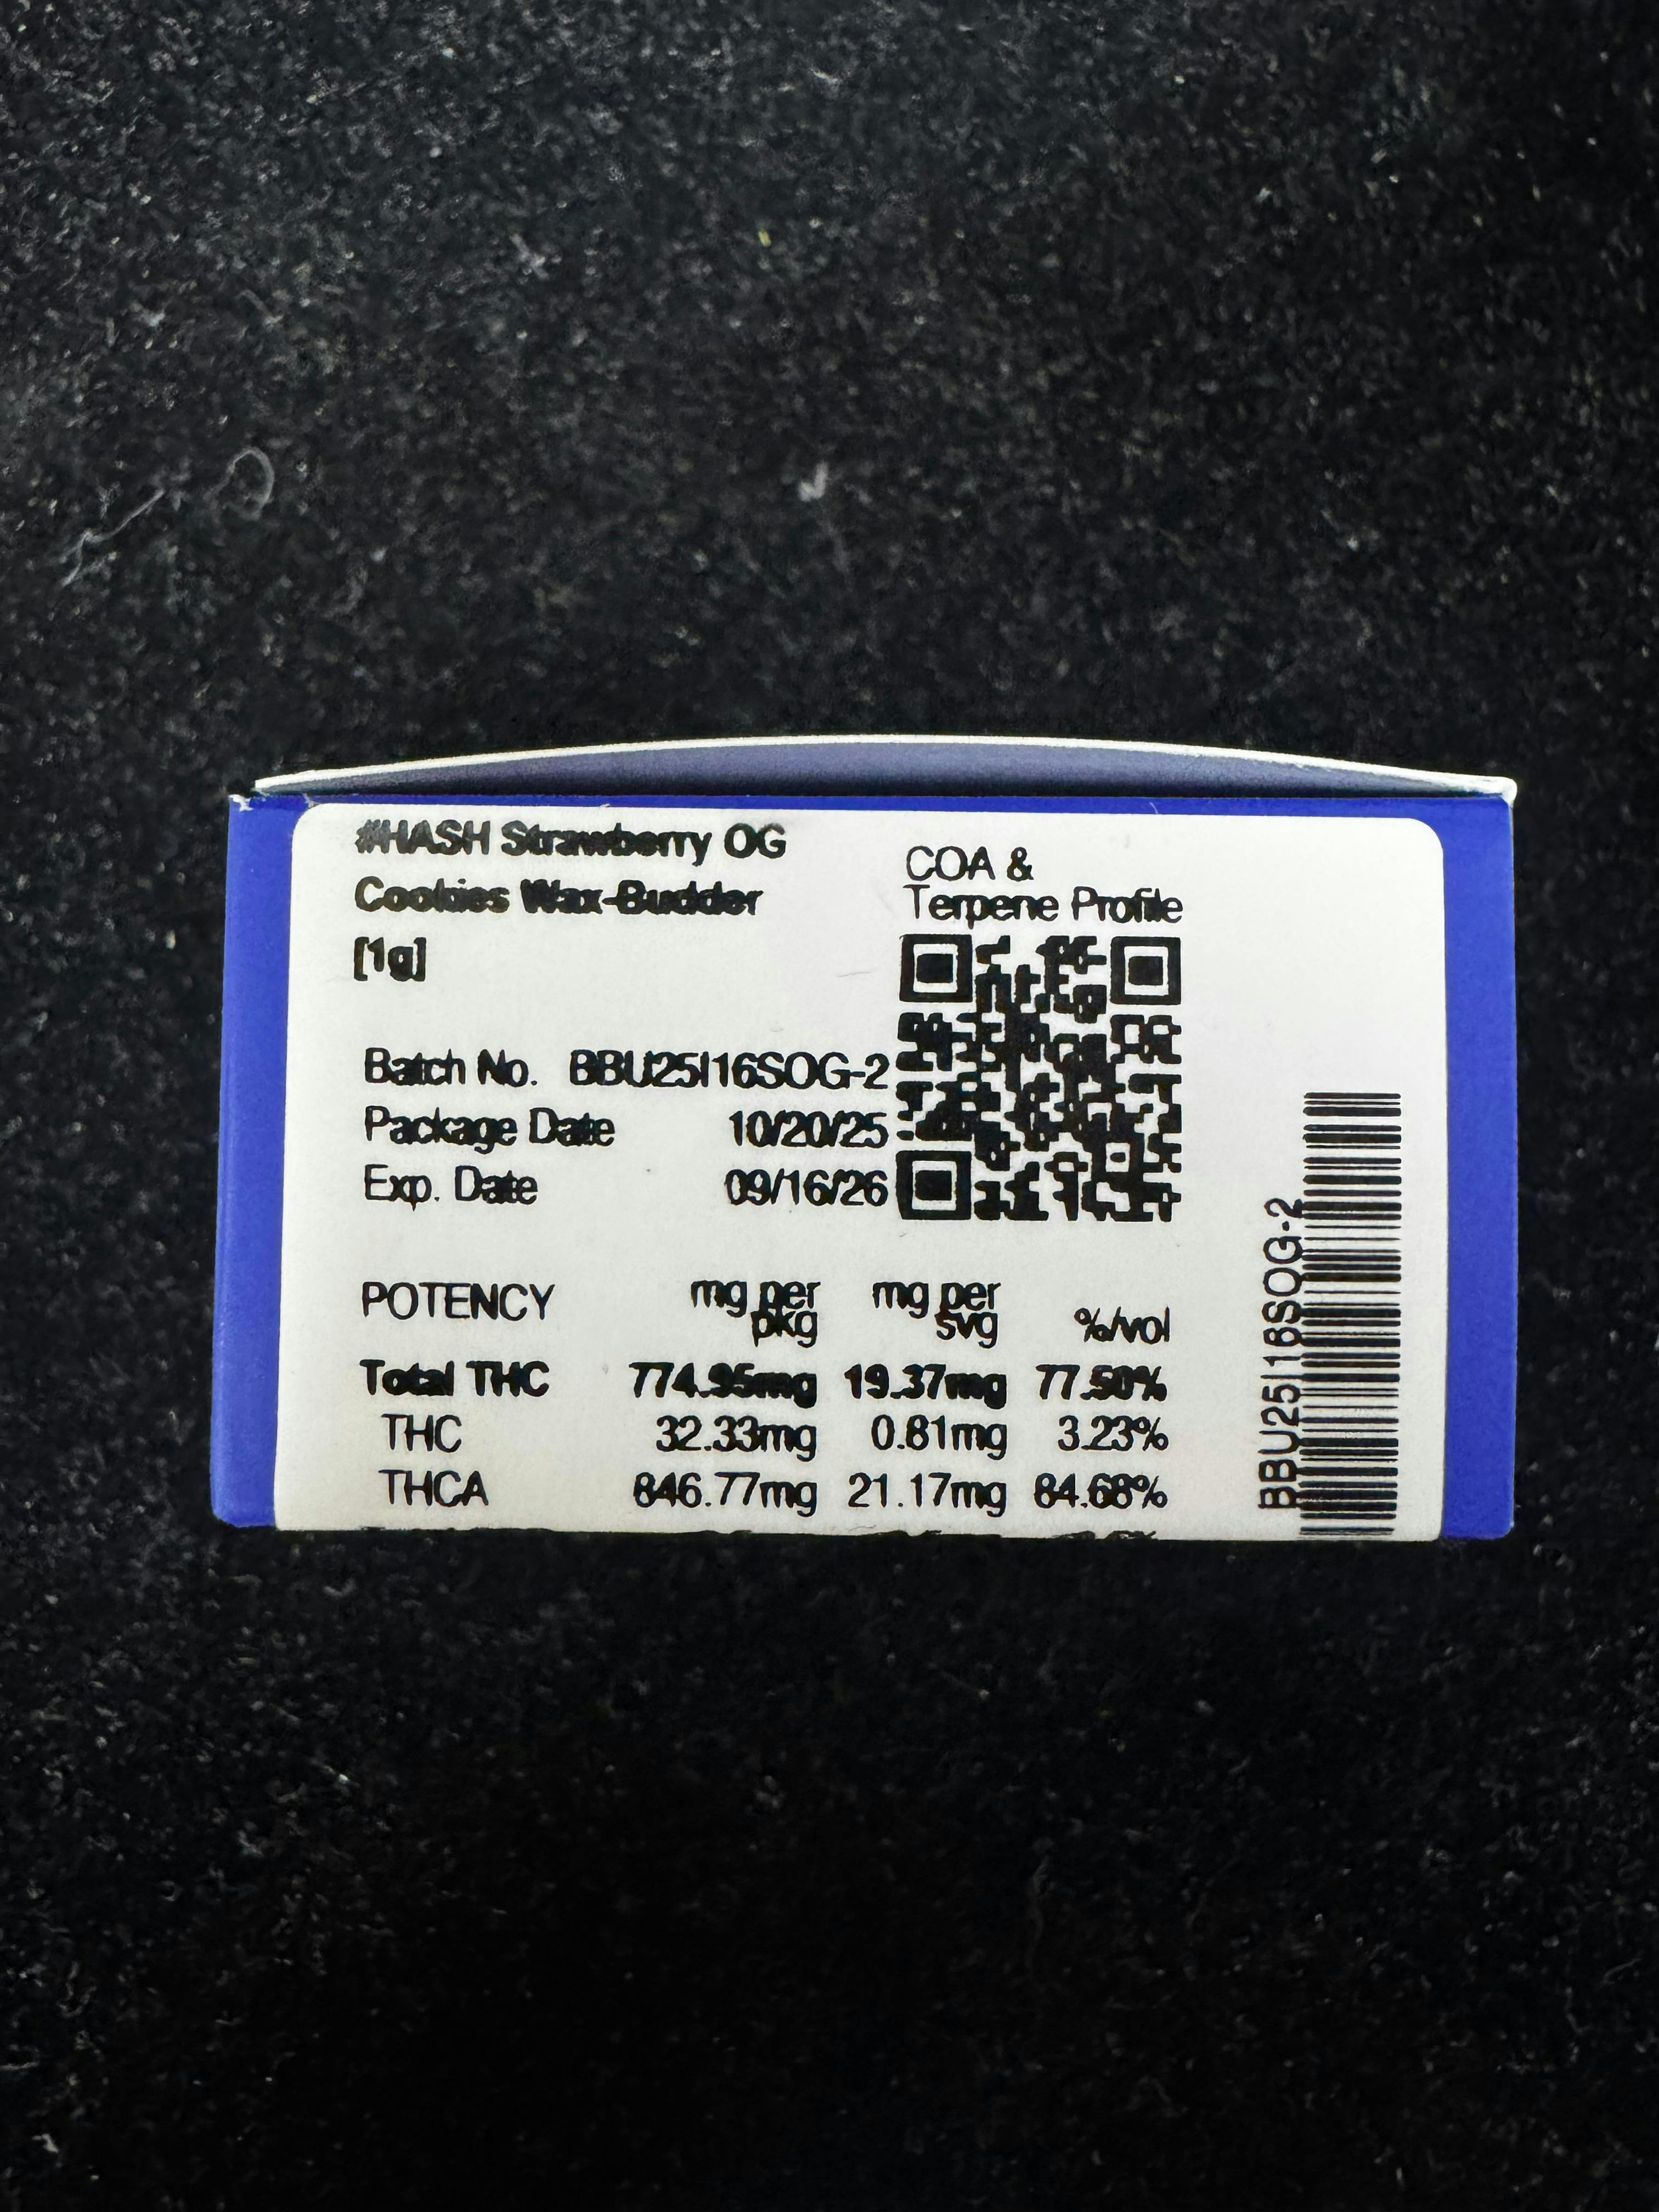 #HASH Strawberry OG
Cookies Wax-Budder
[1g]
COA &
Terpene Profile
Batch No. BBU25I16SOG-2
Package Date 10/20/25
Exp. Date 09/16/26
POTENCY mg per pkg mg per svg %/vol
Total THC 774.95mg 19.37mg 77.50%
THC 32.33mg 0.81mg 3.23%
THCA 846.77mg 21.17mg 84.68%
BBU25I16SOG-2